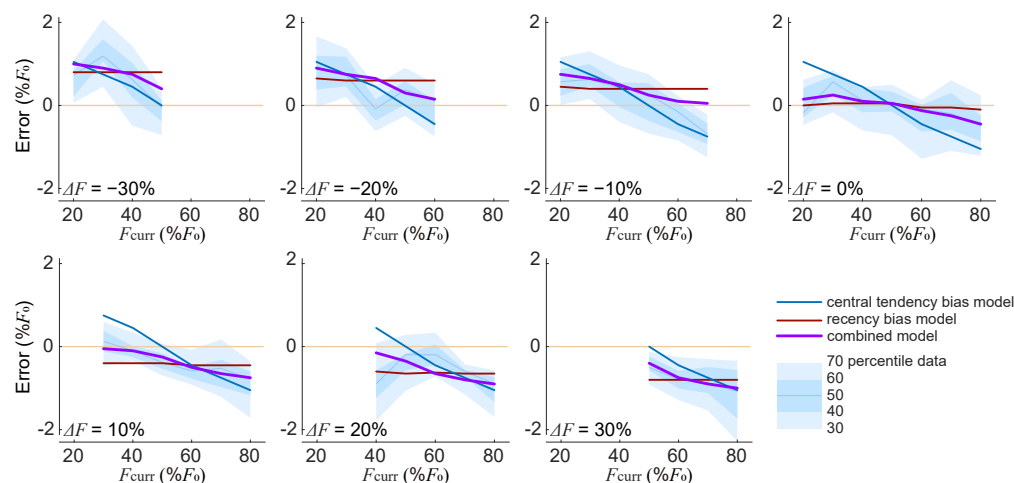 2
0
-2
Error (%F₀)
ΔF = −30%
20 40 60 80
Fcurr (%F₀)
2
0
-2
ΔF = −20%
20 40 60 80
Fcurr (%F₀)
2
0
-2
ΔF = −10%
20 40 60 80
Fcurr (%F₀)
2
0
-2
ΔF = 0%
20 40 60 80
Fcurr (%F₀)
2
0
-2
Error (%F₀)
ΔF = 10%
20 40 60 80
Fcurr (%F₀)
2
0
-2
ΔF = 20%
20 40 60 80
Fcurr (%F₀)
2
0
-2
ΔF = 30%
20 40 60 80
Fcurr (%F₀)
central tendency bias model
recency bias model
combined model
70 percentile data
60
50
40
30